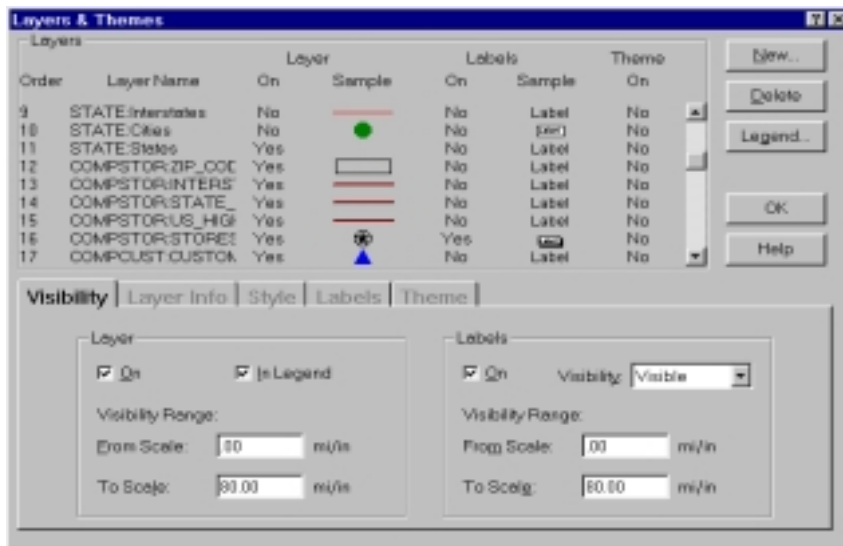 Layers & Themes
Layers
Layer Labels Theme
Order Layer Name On Sample On Sample On
9 STATE:Interstates No No Label No
10 STATE:Cities No No No
11 STATE:States Yes No Label No
12 COMPSTOR:ZIP_COD Yes No Label No
13 COMPSTOR:INTERS Yes No Label No
14 COMPSTOR:STATE_ Yes No Label No
15 COMPSTOR:US_HIG Yes No Label No
16 COMPSTOR:STORES Yes Yes No
17 COMPCUST:CUSTOM Yes No Label No
New...
Delete
Legend...
OK
Help
Visibility Layer Info Style Labels Theme
Layer
On In Legend
Visibility Range:
From Scale: .00 mi/in
To Scale: 80.00 mi/in
Labels
On Visibility: Visible
Visibility Range:
From Scale: .00 mi/in
To Scale: 80.00 mi/in